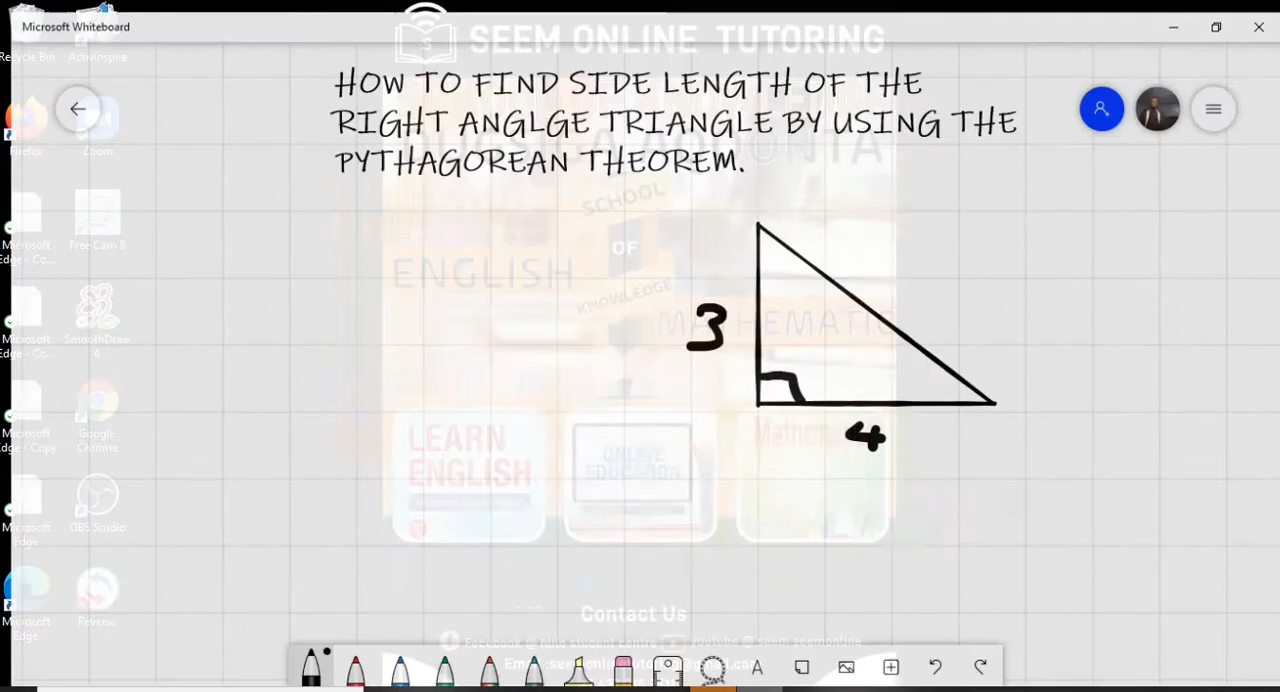 Microsoft Whiteboard
SEEM ONLINE TUTORING
HOW TO FIND SIDE LENGTH OF THE
RIGHT ANGLGE TRIANGLE BY USING THE
PYTHAGOREAN THEOREM.
Recycle Bin
ActivInspire
Firefox
Zoom
Microsoft Edge - Co...
Free Cam 8
Microsoft Edge - Co...
SmoothDraw 4
Microsoft Edge - Copy
Google Chrome
Microsoft Edge
OBS Studio
Microsoft Edge
Reverso
SCHOOL
OF
KNOWLEDGE
ENGLISH
MATHEMATIC
3
4
LEARN
ENGLISH
ONLINE
EDUCATION
Contact Us